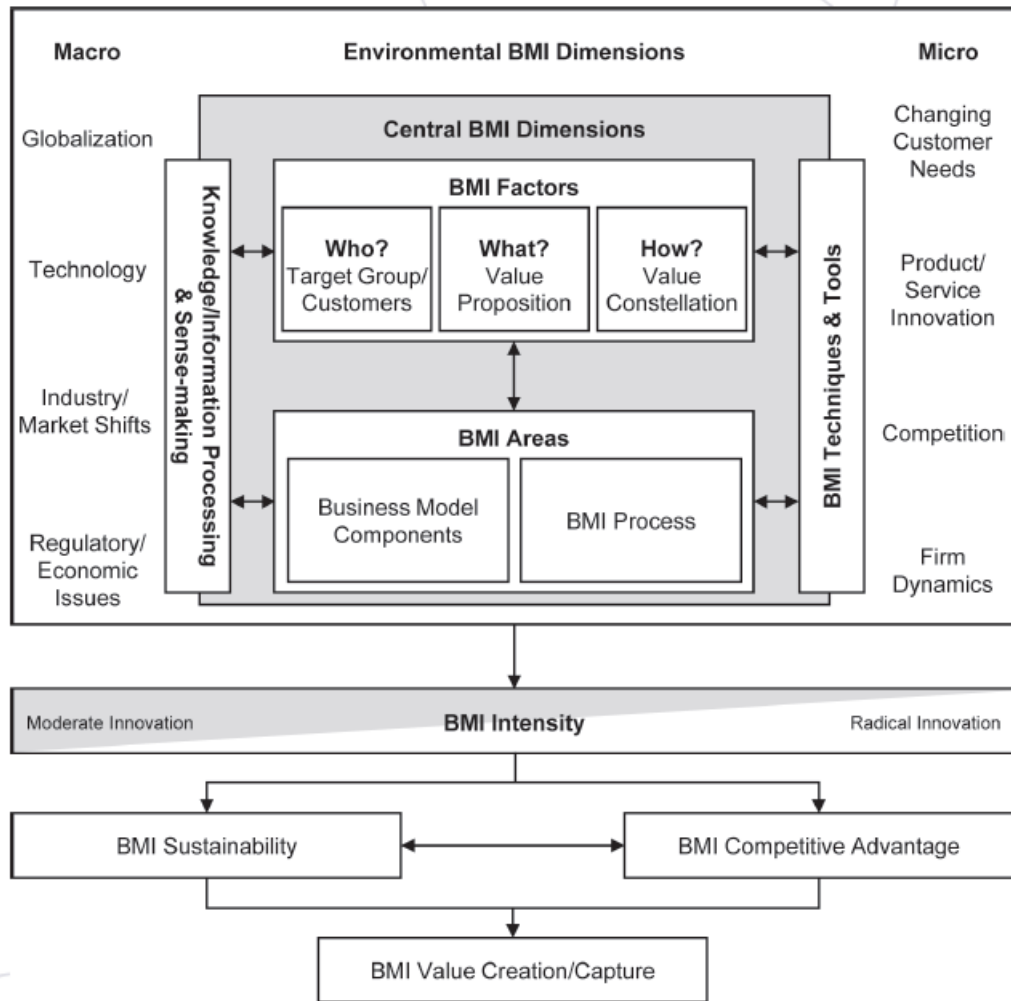 Macro
Environmental BMI Dimensions
Micro
Globalization
Technology
Industry/
Market Shifts
Regulatory/
Economic
Issues
Central BMI Dimensions
Knowledge/Information Processing
& Sense-making
BMI Factors
Who?
Target Group/
Customers
What?
Value
Proposition
How?
Value
Constellation
BMI Areas
Business Model
Components
BMI Process
BMI Techniques & Tools
Changing
Customer
Needs
Product/
Service
Innovation
Competition
Firm
Dynamics
Moderate Innovation
BMI Intensity
Radical Innovation
BMI Sustainability
BMI Competitive Advantage
BMI Value Creation/Capture